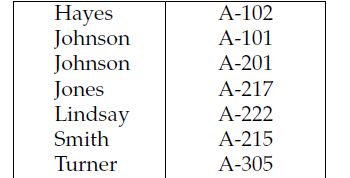 Hayes A-102
Johnson A-101
Johnson A-201
Jones A-217
Lindsay A-222
Smith A-215
Turner A-305